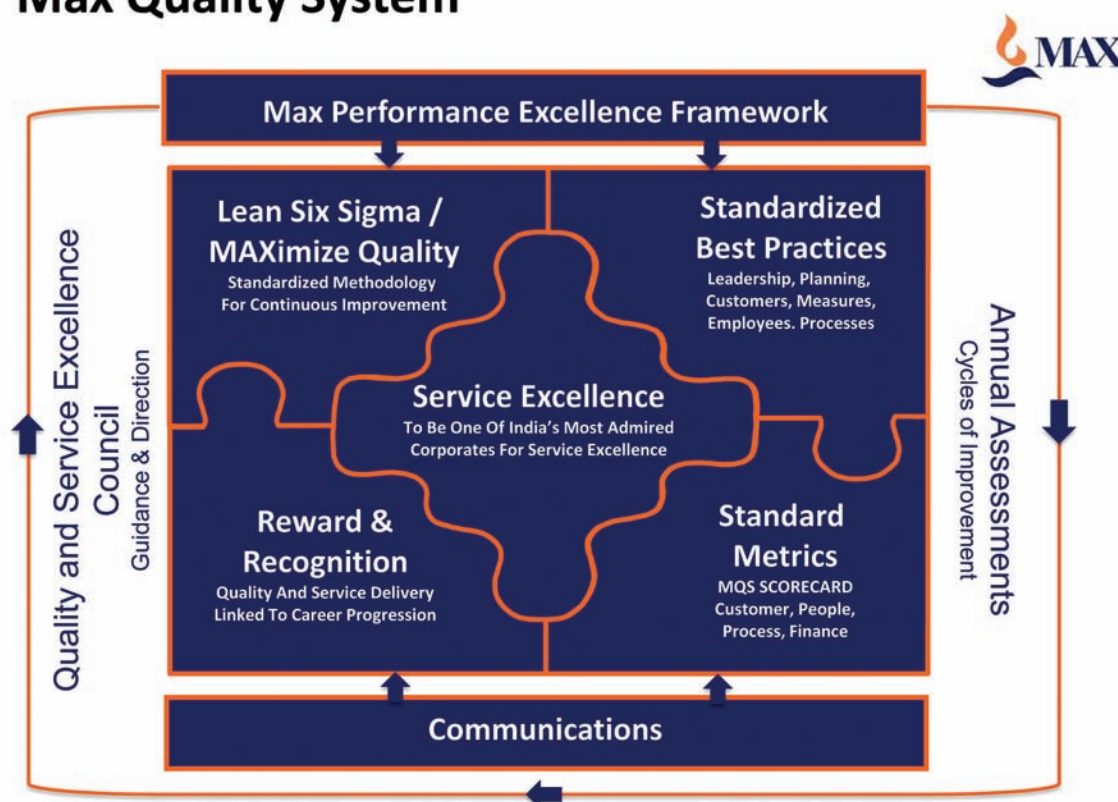 Max Quality System
MAX
Max Performance Excellence Framework
Lean Six Sigma /
MAXimize Quality
Standardized Methodology
For Continuous Improvement
Standardized
Best Practices
Leadership, Planning,
Customers, Measures,
Employees. Processes
Quality and Service Excellence
Council
Guidance & Direction
Service Excellence
To Be One Of India's Most Admired
Corporates For Service Excellence
Annual Assessments
Cycles of Improvement
Reward &
Recognition
Quality And Service Delivery
Linked To Career Progression
Standard
Metrics
MQS SCORECARD
Customer, People,
Process, Finance
Communications